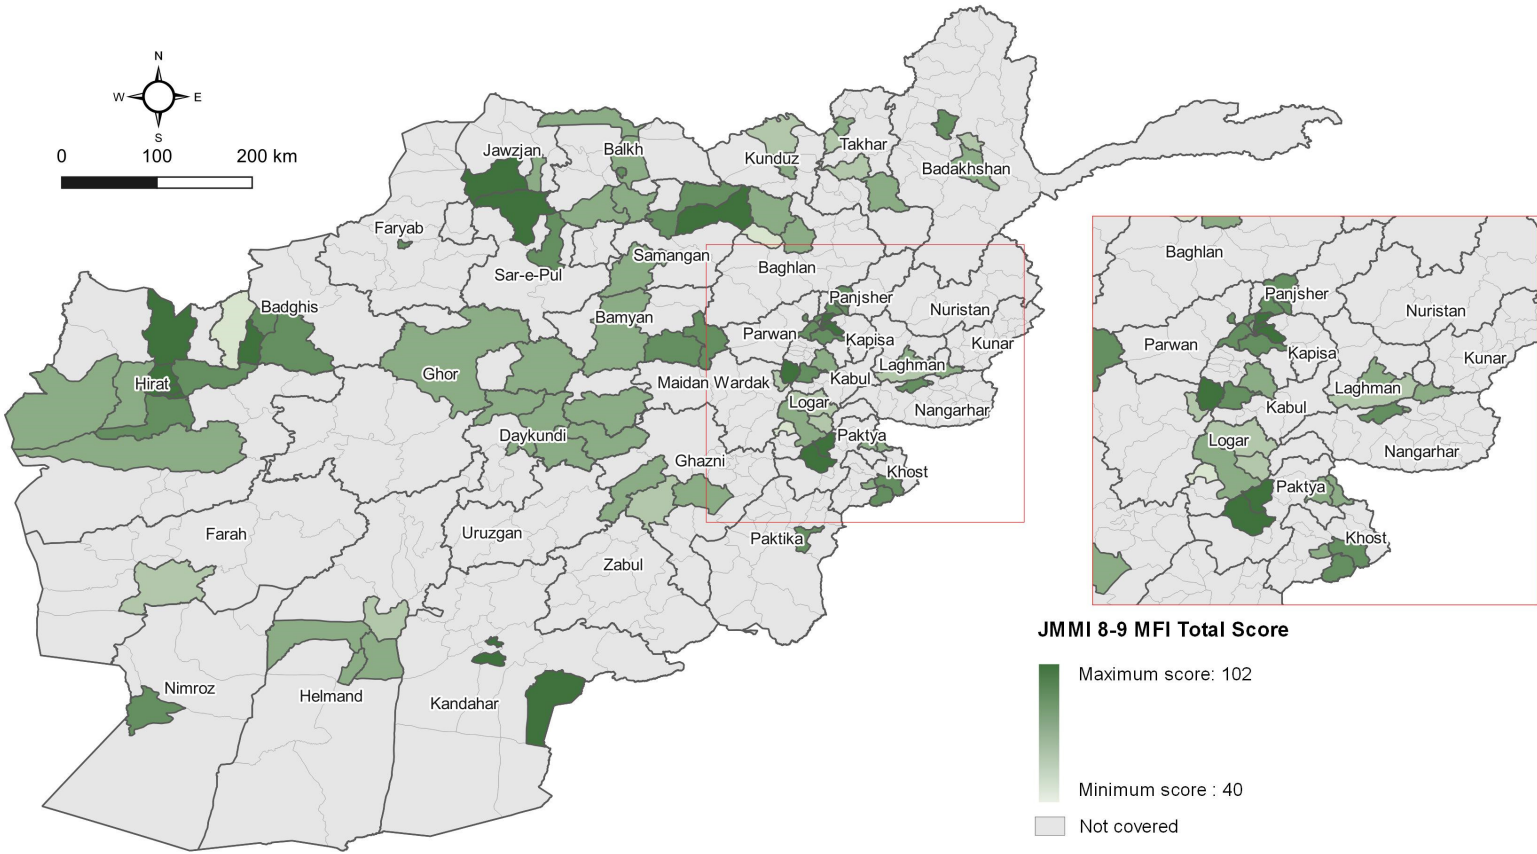 N
W E
S
0 100 200 km
Jawzjan
Balkh
Kunduz
Takhar
Badakhshan
Faryab
Sar-e-Pul
Samangan
Baghlan
Badghis
Bamyan
Panjsher
Nuristan
Parwan
Kapisa
Kunar
Hirat
Ghor
Maidan Wardak
Kabul
Laghman
Logar
Nangarhar
Daykundi
Paktya
Ghazni
Khost
Farah
Uruzgan
Paktika
Zabul
Nimroz
Helmand
Kandahar
Baghlan
Panjsher
Nuristan
Parwan
Kapisa
Kunar
Laghman
Kabul
Logar
Nangarhar
Paktya
Khost
JMMI 8-9 MFI Total Score
Maximum score: 102
Minimum score : 40
Not covered